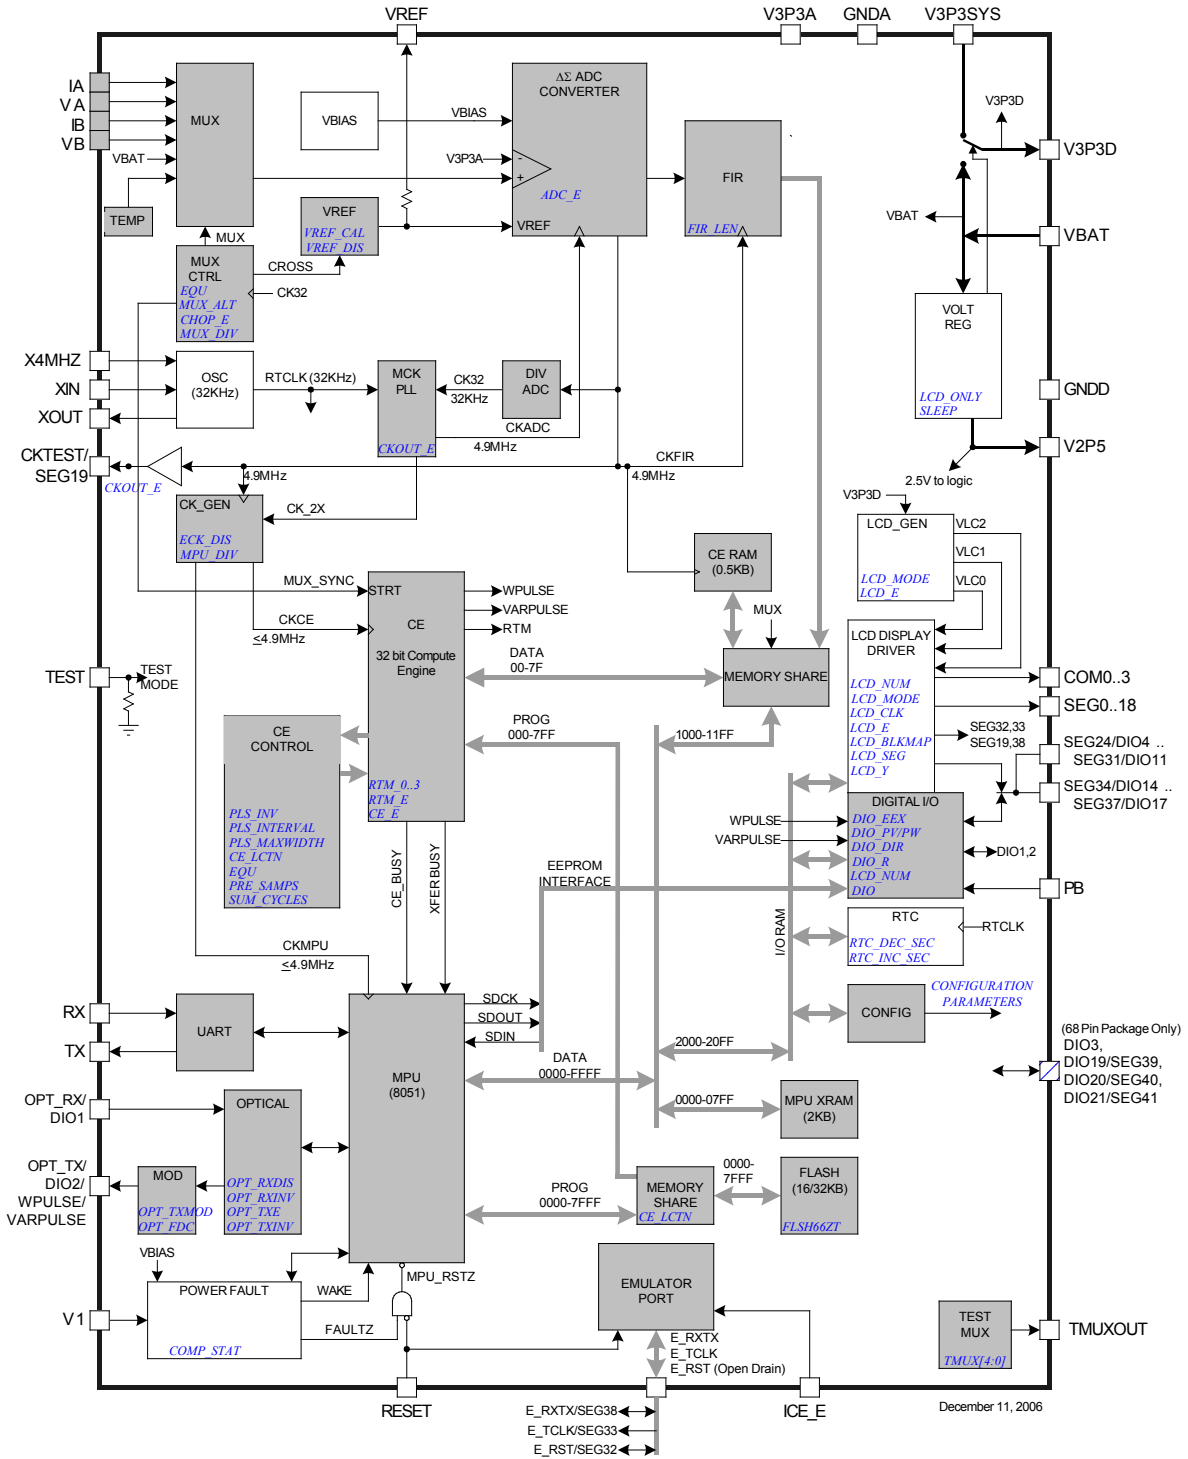 VREF
V3P3A
GNDA
V3P3SYS
IA
VA
IB
VB
VBAT
TEMP
MUX
VBIAS
VBIAS
ΔΣ ADC
CONVERTER
V3P3A
-
+
ADC_E
VREF
FIR
FIR_LEN
V3P3D
V3P3D
VBAT
VBAT
VREF
VREF_CAL
VREF_DIS
MUX
MUX
CTRL
EQU
MUX_ALT
CHOP_E
MUX_DIV
CROSS
CK32
VOLT
REG
LCD_ONLY
SLEEP
GNDD
V2P5
2.5V to logic
X4MHZ
XIN
XOUT
OSC
(32KHz)
RTCLK (32KHz)
MCK
PLL
CKOUT_E
CK32
32KHz
DIV
ADC
CKADC
4.9MHz
CKFIR
4.9MHz
CKTEST/
SEG19
CKOUT_E
4.9MHz
CK_GEN
ECK_DIS
MPU_DIV
CK_2X
V3P3D
LCD_GEN
LCD_MODE
LCD_E
VLC2
VLC1
VLC0
CE RAM
(0.5KB)
MUX_SYNC
STRT
CE
32 bit Compute
Engine
RTM_0..3
RTM_E
CE_E
WPULSE
VARPULSE
RTM
CKCE
≤4.9MHz
MUX
MEMORY SHARE
DATA
00-7F
PROG
000-7FF
1000-11FF
TEST
TEST
MODE
CE
CONTROL
PLS_INV
PLS_INTERVAL
PLS_MAXWIDTH
CE_LCTN
EQU
PRE_SAMPS
SUM_CYCLES
LCD DISPLAY
DRIVER
LCD_NUM
LCD_MODE
LCD_CLK
LCD_E
LCD_BLKMAP
LCD_SEG
LCD_Y
COM0..3
SEG0..18
SEG32,33
SEG19,38
SEG24/DIO4 ..
SEG31/DIO11
SEG34/DIO14 ..
SEG37/DIO17
DIGITAL I/O
DIO_EEX
DIO_PV/PW
DIO_DIR
DIO_R
LCD_NUM
DIO
WPULSE
VARPULSE
DIO1,2
PB
EEPROM
INTERFACE
CE_BUSY
XFER BUSY
I/O RAM
RTC
RTC_DEC_SEC
RTC_INC_SEC
RTCLK
CONFIG
CONFIGURATION
PARAMETERS
CKMPU
≤4.9MHz
RX
TX
UART
MPU
(8051)
SDCK
SDOUT
SDIN
DATA
0000-FFFF
2000-20FF
0000-07FF
MPU XRAM
(2KB)
(68 Pin Package Only)
DIO3,
DIO19/SEG39,
DIO20/SEG40,
DIO21/SEG41
OPT_RX/
DIO1
OPTICAL
OPT_RXDIS
OPT_RXINV
OPT_TXE
OPT_TXINV
OPT_TX/
DIO2/
WPULSE/
VARPULSE
MOD
OPT_TXMOD
OPT_FDC
PROG
0000-7FFF
MEMORY
SHARE
CE_LCTN
0000-
7FFF
FLASH
(16/32KB)
FLSH66ZT
VBIAS
V1
POWER FAULT
COMP_STAT
WAKE
FAULTZ
MPU_RSTZ
EMULATOR
PORT
E_RXTX
E_TCLK
E_RST (Open Drain)
TEST
MUX
TMUX[4:0]
TMUXOUT
RESET
ICE_E
E_RXTX/SEG38
E_TCLK/SEG33
E_RST/SEG32
December 11, 2006